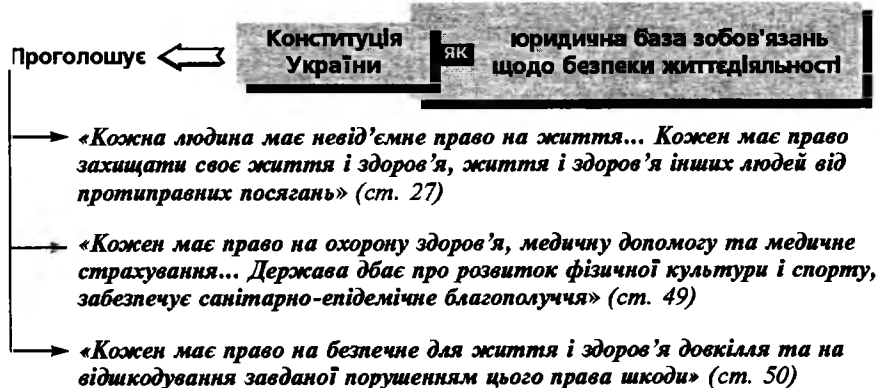 Проголошує
Конституція
України
як
юридична база зобов'язань
щодо безпеки життєдіяльності
«Кожна людина має невід’ємне право на життя... Кожен має право
захищати своє життя і здоров’я, життя і здоров’я інших людей від
протиправних посягань» (ст. 27)
«Кожен має право на охорону здоров’я, медичну допомогу та медичне
страхування... Держава дбає про розвиток фізичної культури і спорту,
забезпечує санітарно-епідемічне благополуччя» (ст. 49)
«Кожен має право на безпечне для життя і здоров’я довкілля та на
відшкодування завданої порушенням цього права шкоди» (ст. 50)